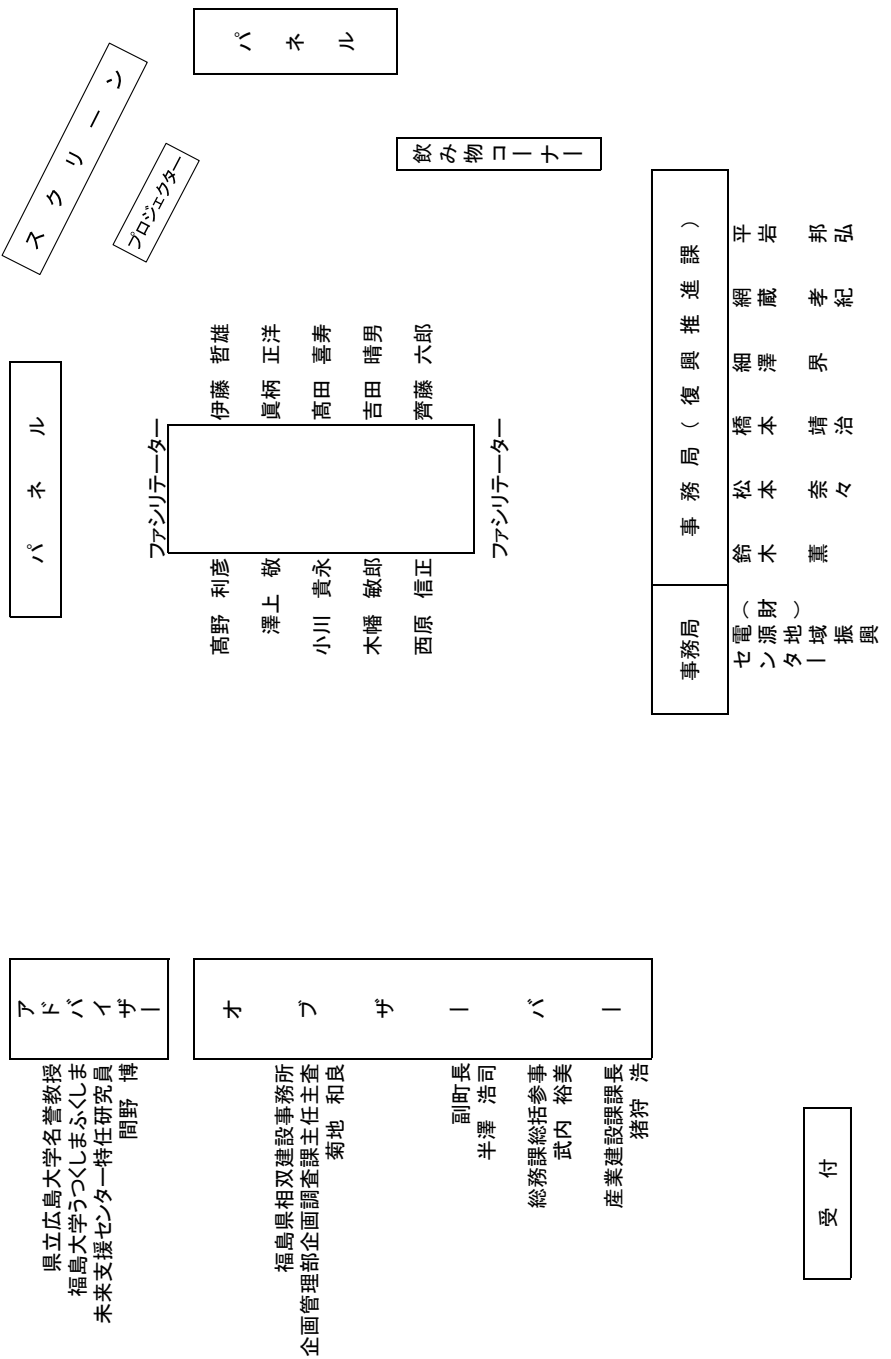 スクリーン
プロジェクター
パネル
飲み物コーナー
パネル
ファシリテーター
伊藤 哲雄
眞柄 正洋
髙田 喜寿
吉田 晴男
齊藤 六郎
髙野 利彦
澤上 敬
小川 貴永
木幡 敏郎
西原 信正
ファシリテーター
事務局(復興推進課)
平岩 邦弘
網蔵 孝紀
細澤 界
橋本 靖治
松本 奈々
鈴木 薫
事務局
(財)
電源地域振興
センター
アドバイザー
県立広島大学名誉教授
福島大学うつくしまふくしま
未来支援センター特任研究員
間野 博
オブザーバー
福島県相双建設事務所
企画管理部企画調査課主任主査
菊地 和良
副町長
半澤 浩司
総務課総括参事
武内 裕美
産業建設課課長
猪狩 浩
受付